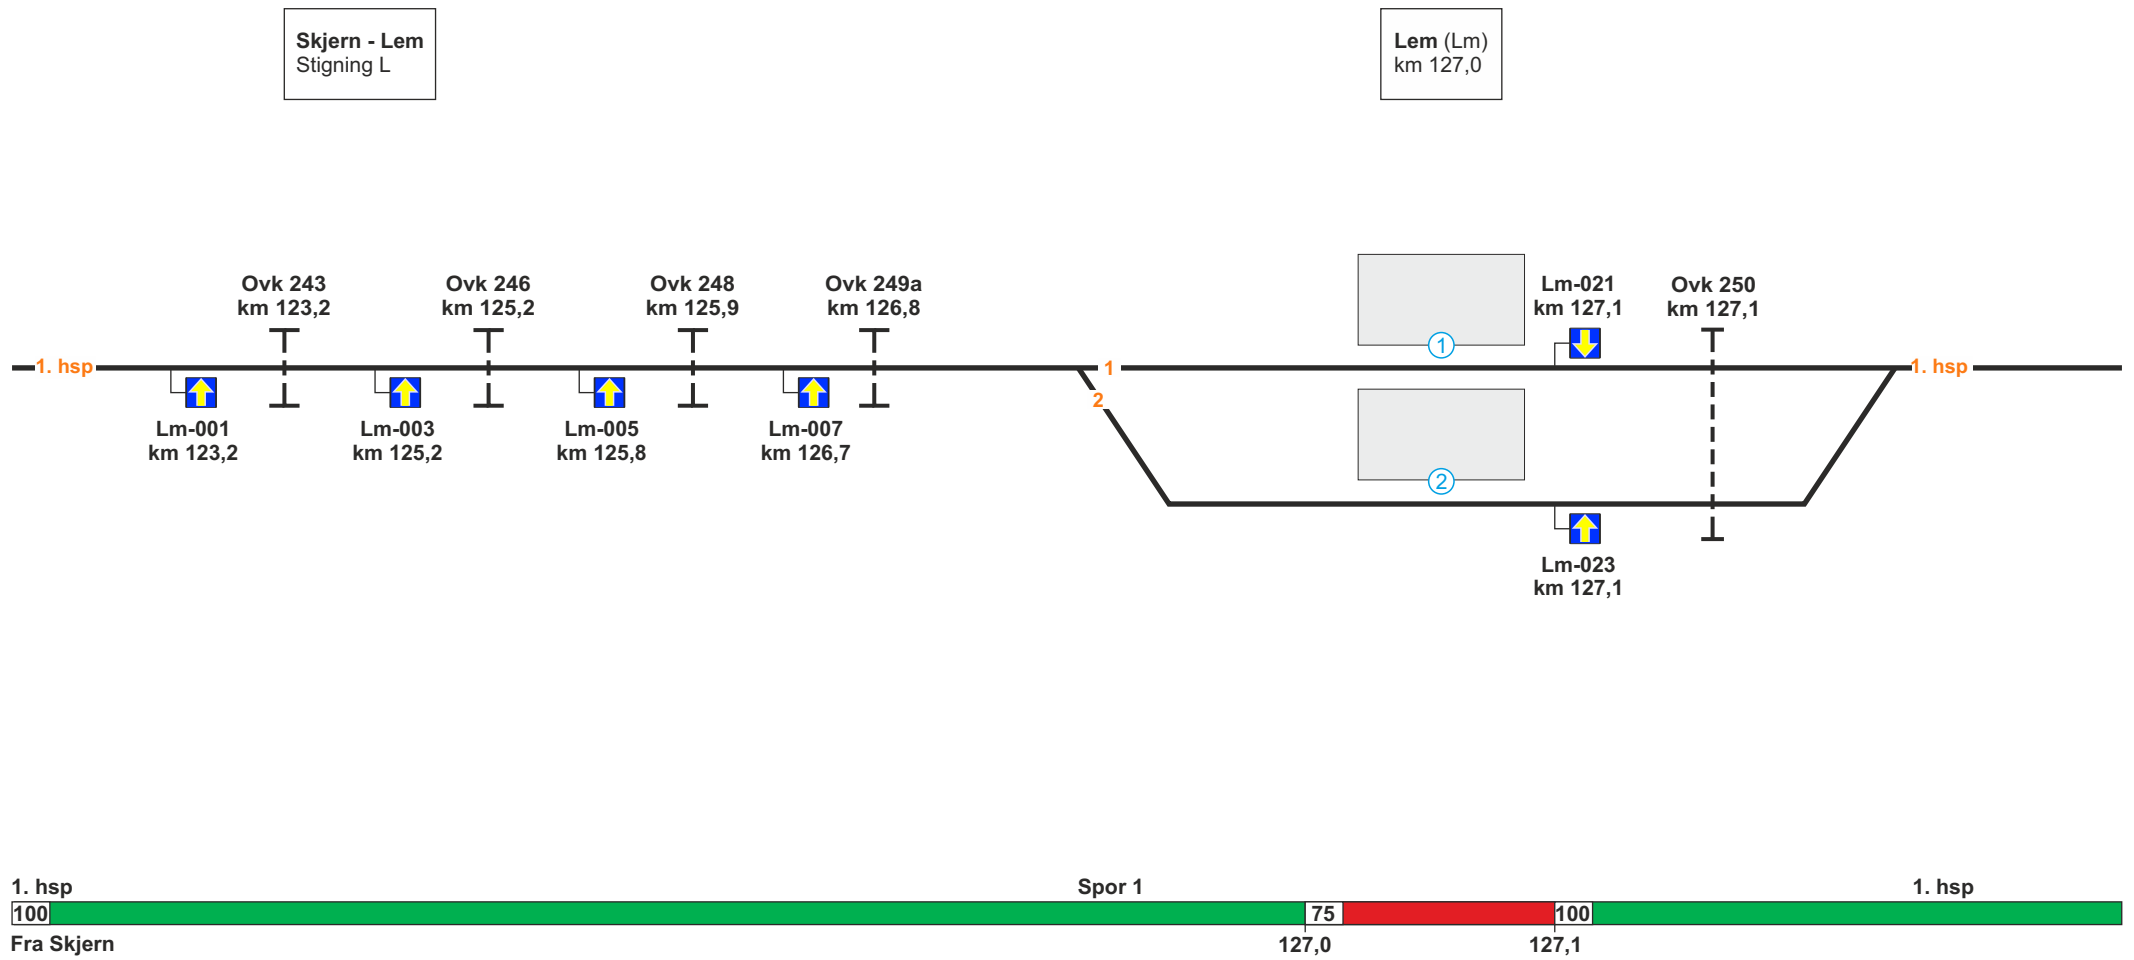 Skjern - Lem
Stigning L
Lem (Lm)
km 127,0
Ovk 243
km 123,2
Ovk 246
km 125,2
Ovk 248
km 125,9
Ovk 249a
km 126,8
Lm-021
km 127,1
Ovk 250
km 127,1
1
1. hsp
1
1. hsp
2
Lm-001
km 123,2
Lm-003
km 125,2
Lm-005
km 125,8
Lm-007
km 126,7
2
Lm-023
km 127,1
1. hsp
Spor 1
1. hsp
100
75
100
Fra Skjern
127,0
127,1